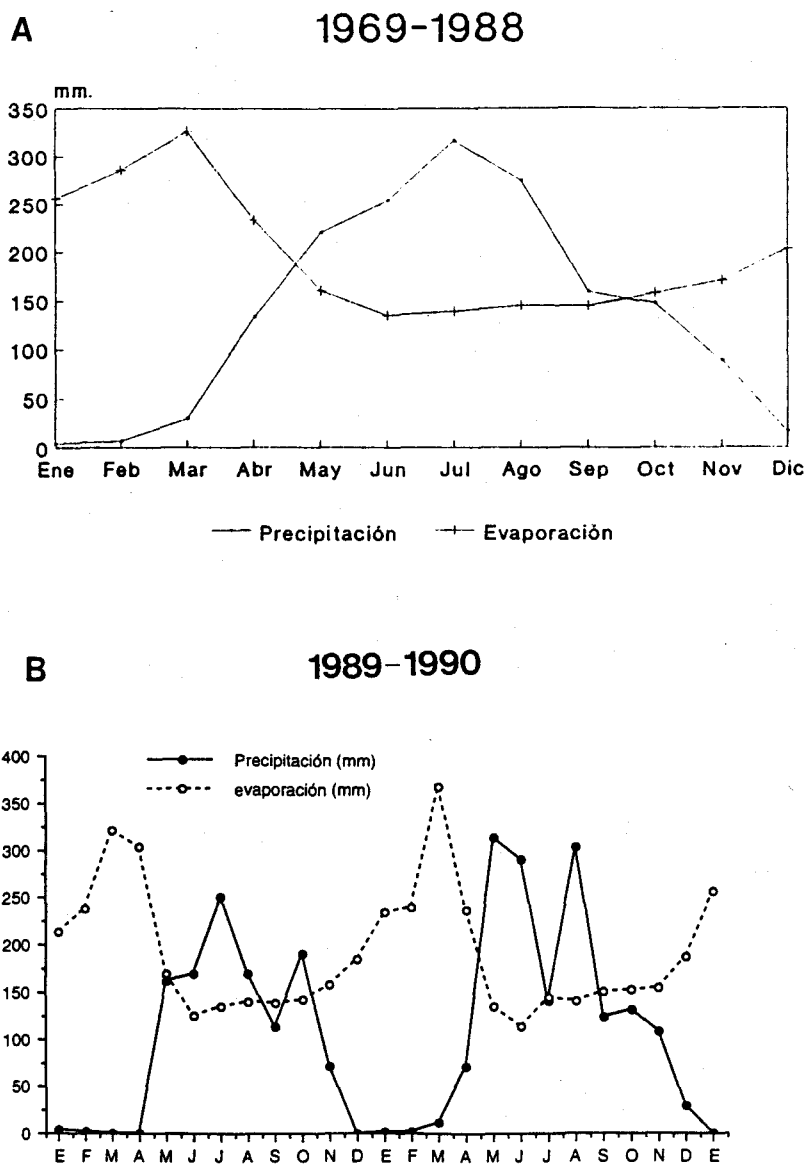 A
1969-1988
mm.
350
300
250
200
150
100
50
0
Ene Feb Mar Abr May Jun Jul Ago Sep Oct Nov Dic
Precipitación Evaporación
B
1989-1990
Precipitación (mm)
evaporación (mm)
400
350
300
250
200
150
100
50
0
E F M A M J J A S O N D E F M A M J J A S O N D E